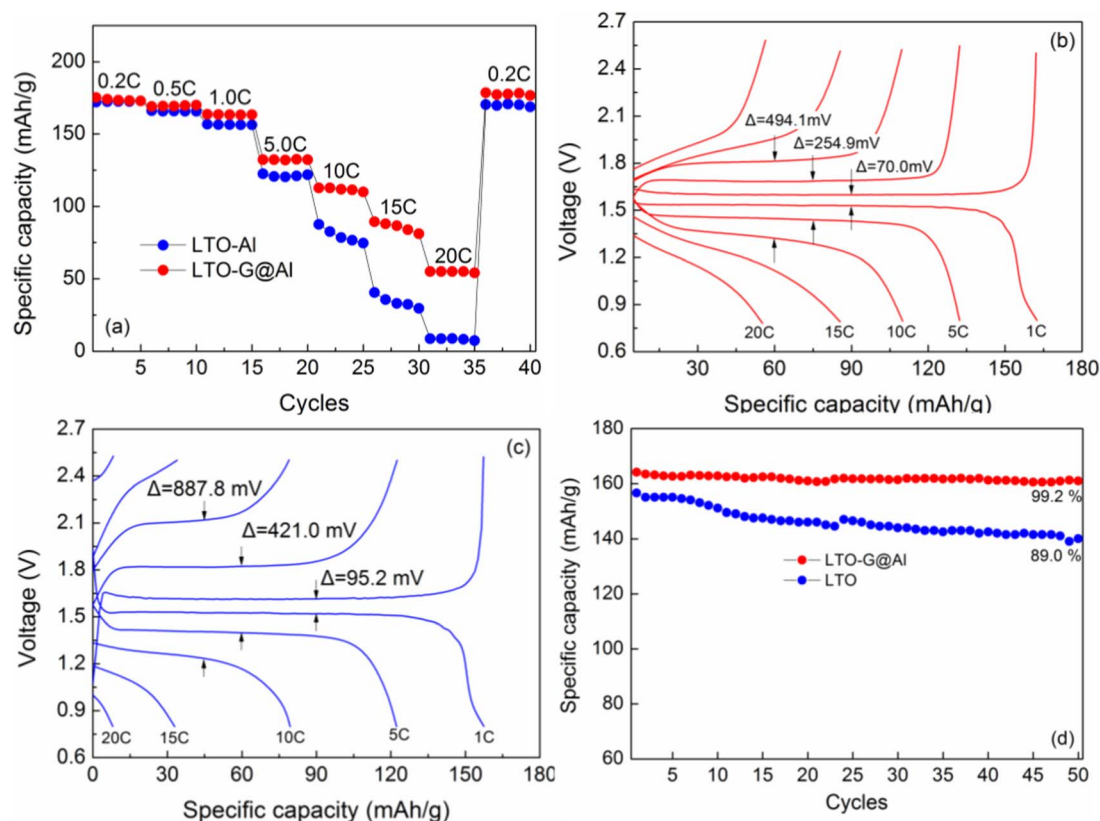 200
150
100
50
0
Specific capacity (mAh/g)
0.2C
0.5C
1.0C
5.0C
10C
15C
20C
0.2C
LTO-Al
LTO-G@Al
(a)
5 10 15 20 25 30 35 40
Cycles
(b)
2.7
2.4
2.1
1.8
1.5
1.2
0.9
0.6
Voltage (V)
Δ=494.1mV
Δ=254.9mV
Δ=70.0mV
20C 15C 10C 5C 1C
30 60 90 120 150 180
Specific capacity (mAh/g)
(c)
2.7
2.4
2.1
1.8
1.5
1.2
0.9
0.6
Voltage (V)
Δ=887.8 mV
Δ=421.0 mV
Δ=95.2 mV
20C 15C 10C 5C 1C
0 30 60 90 120 150 180
Specific capacity (mAh/g)
180
160
140
120
100
80
60
Specific capacity (mAh/g)
99.2 %
89.0 %
LTO-G@Al
LTO
(d)
5 10 15 20 25 30 35 40 45 50
Cycles